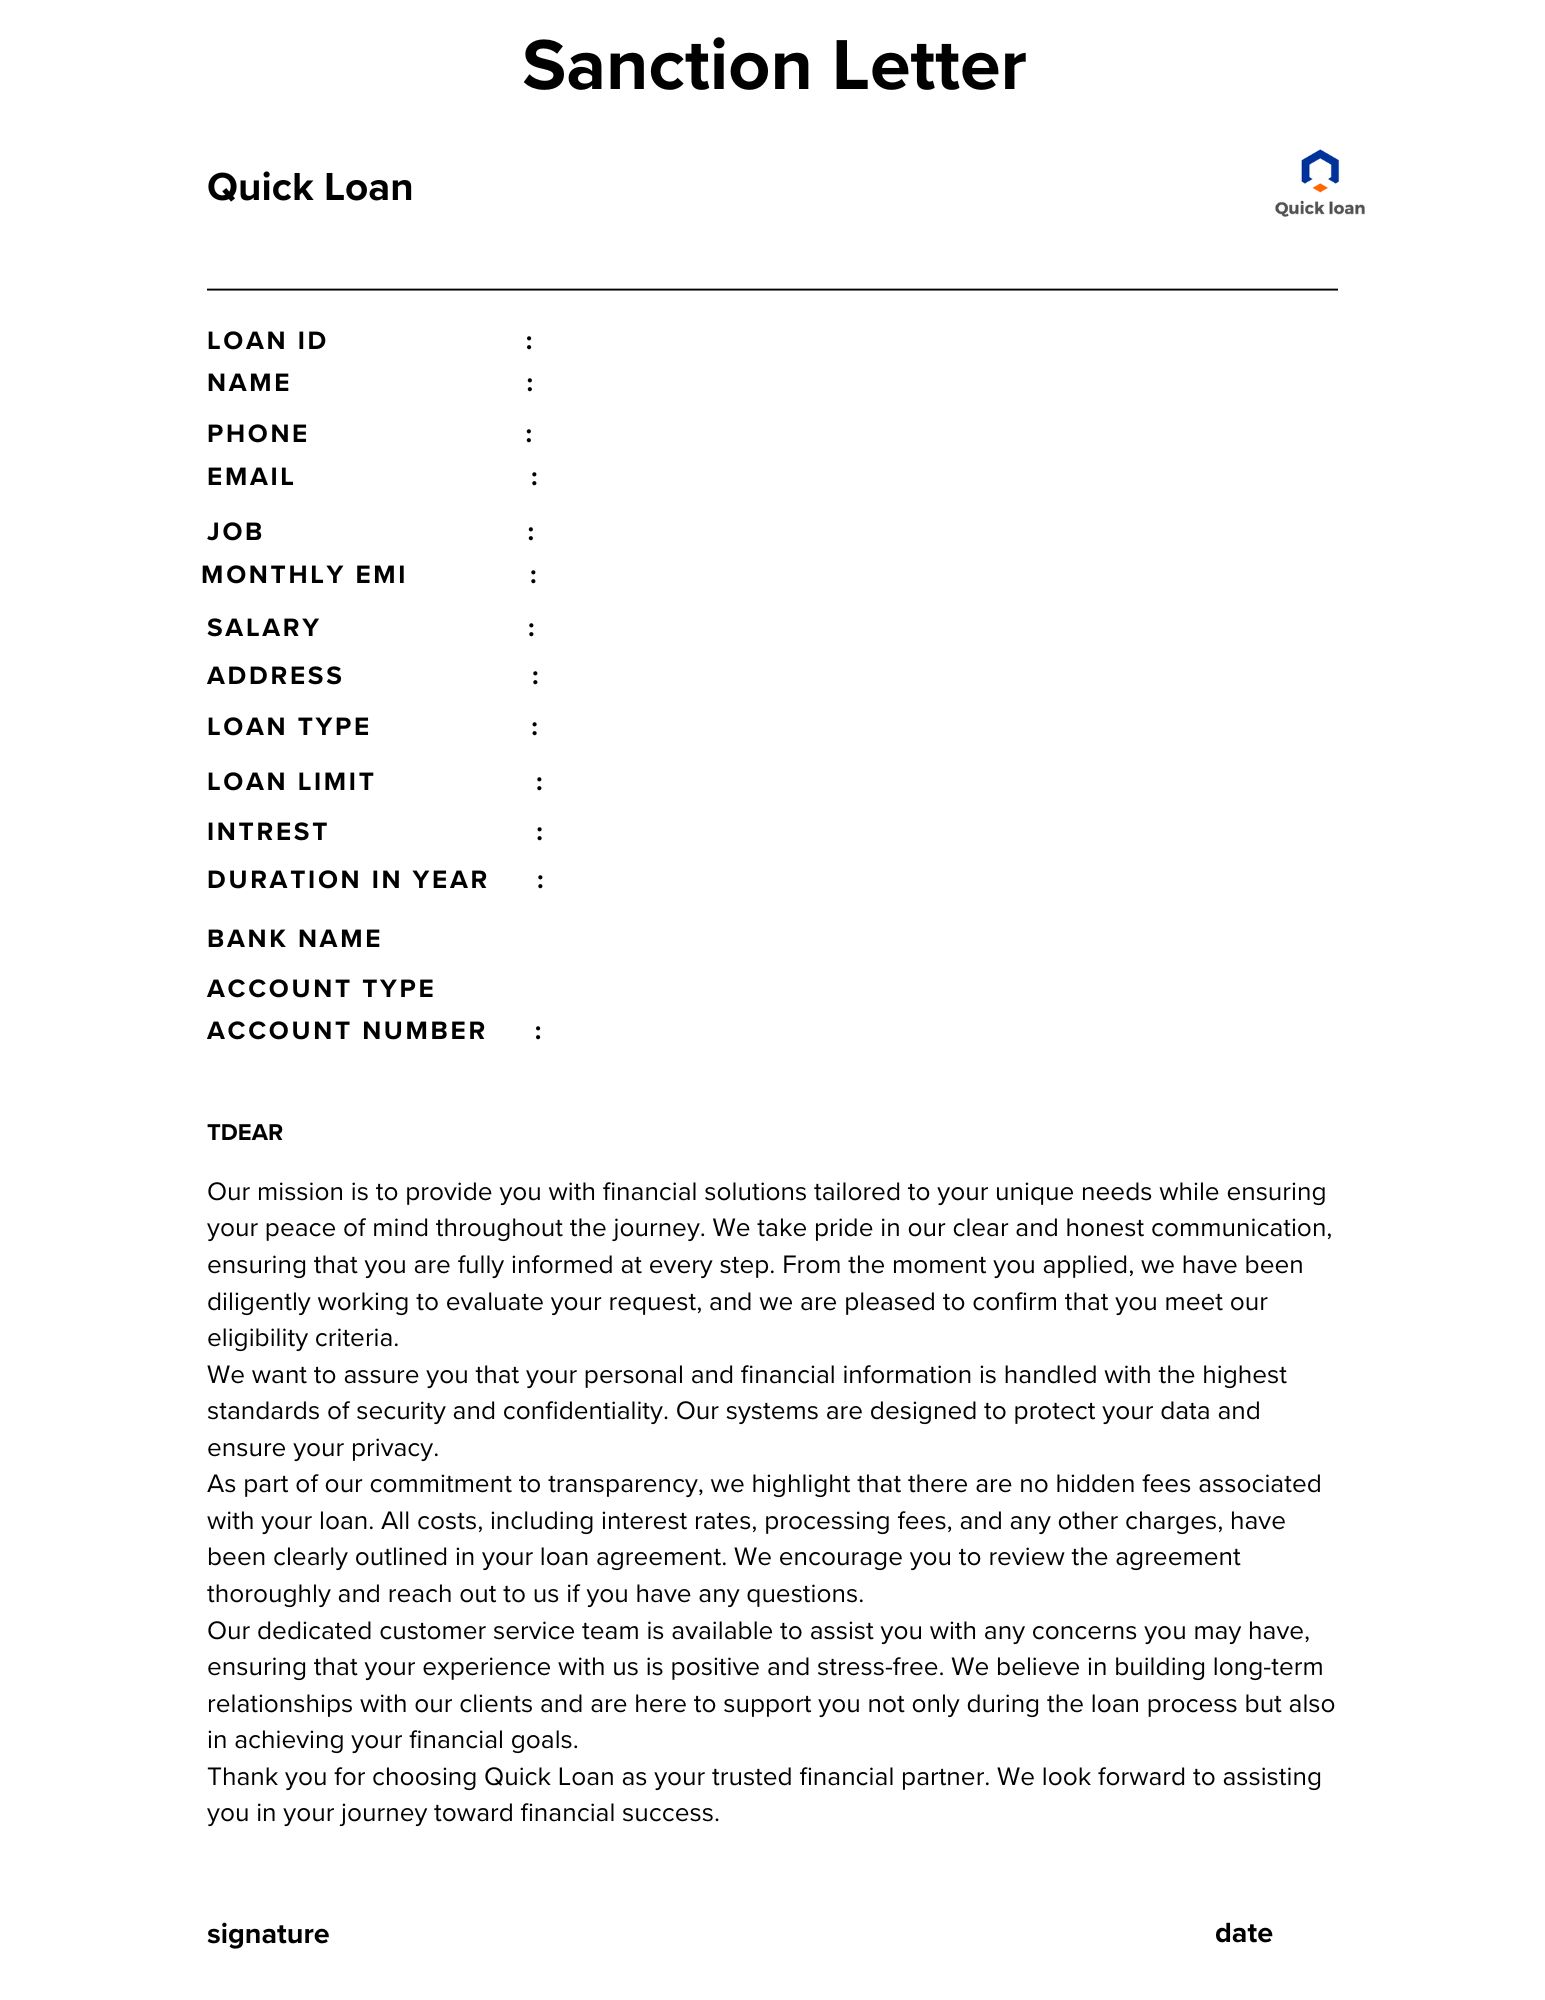 Sanction Letter
Quick Loan
Quick loan
LOAN ID :
NAME :
PHONE :
EMAIL :
JOB :
MONTHLY EMI :
SALARY :
ADDRESS :
LOAN TYPE :
LOAN LIMIT :
INTREST :
DURATION IN YEAR :
BANK NAME
ACCOUNT TYPE
ACCOUNT NUMBER :
TDEAR
Our mission is to provide you with financial solutions tailored to your unique needs while ensuring
your peace of mind throughout the journey. We take pride in our clear and honest communication,
ensuring that you are fully informed at every step. From the moment you applied, we have been
diligently working to evaluate your request, and we are pleased to confirm that you meet our
eligibility criteria.
We want to assure you that your personal and financial information is handled with the highest
standards of security and confidentiality. Our systems are designed to protect your data and
ensure your privacy.
As part of our commitment to transparency, we highlight that there are no hidden fees associated
with your loan. All costs, including interest rates, processing fees, and any other charges, have
been clearly outlined in your loan agreement. We encourage you to review the agreement
thoroughly and reach out to us if you have any questions.
Our dedicated customer service team is available to assist you with any concerns you may have,
ensuring that your experience with us is positive and stress-free. We believe in building long-term
relationships with our clients and are here to support you not only during the loan process but also
in achieving your financial goals.
Thank you for choosing Quick Loan as your trusted financial partner. We look forward to assisting
you in your journey toward financial success.
signature date